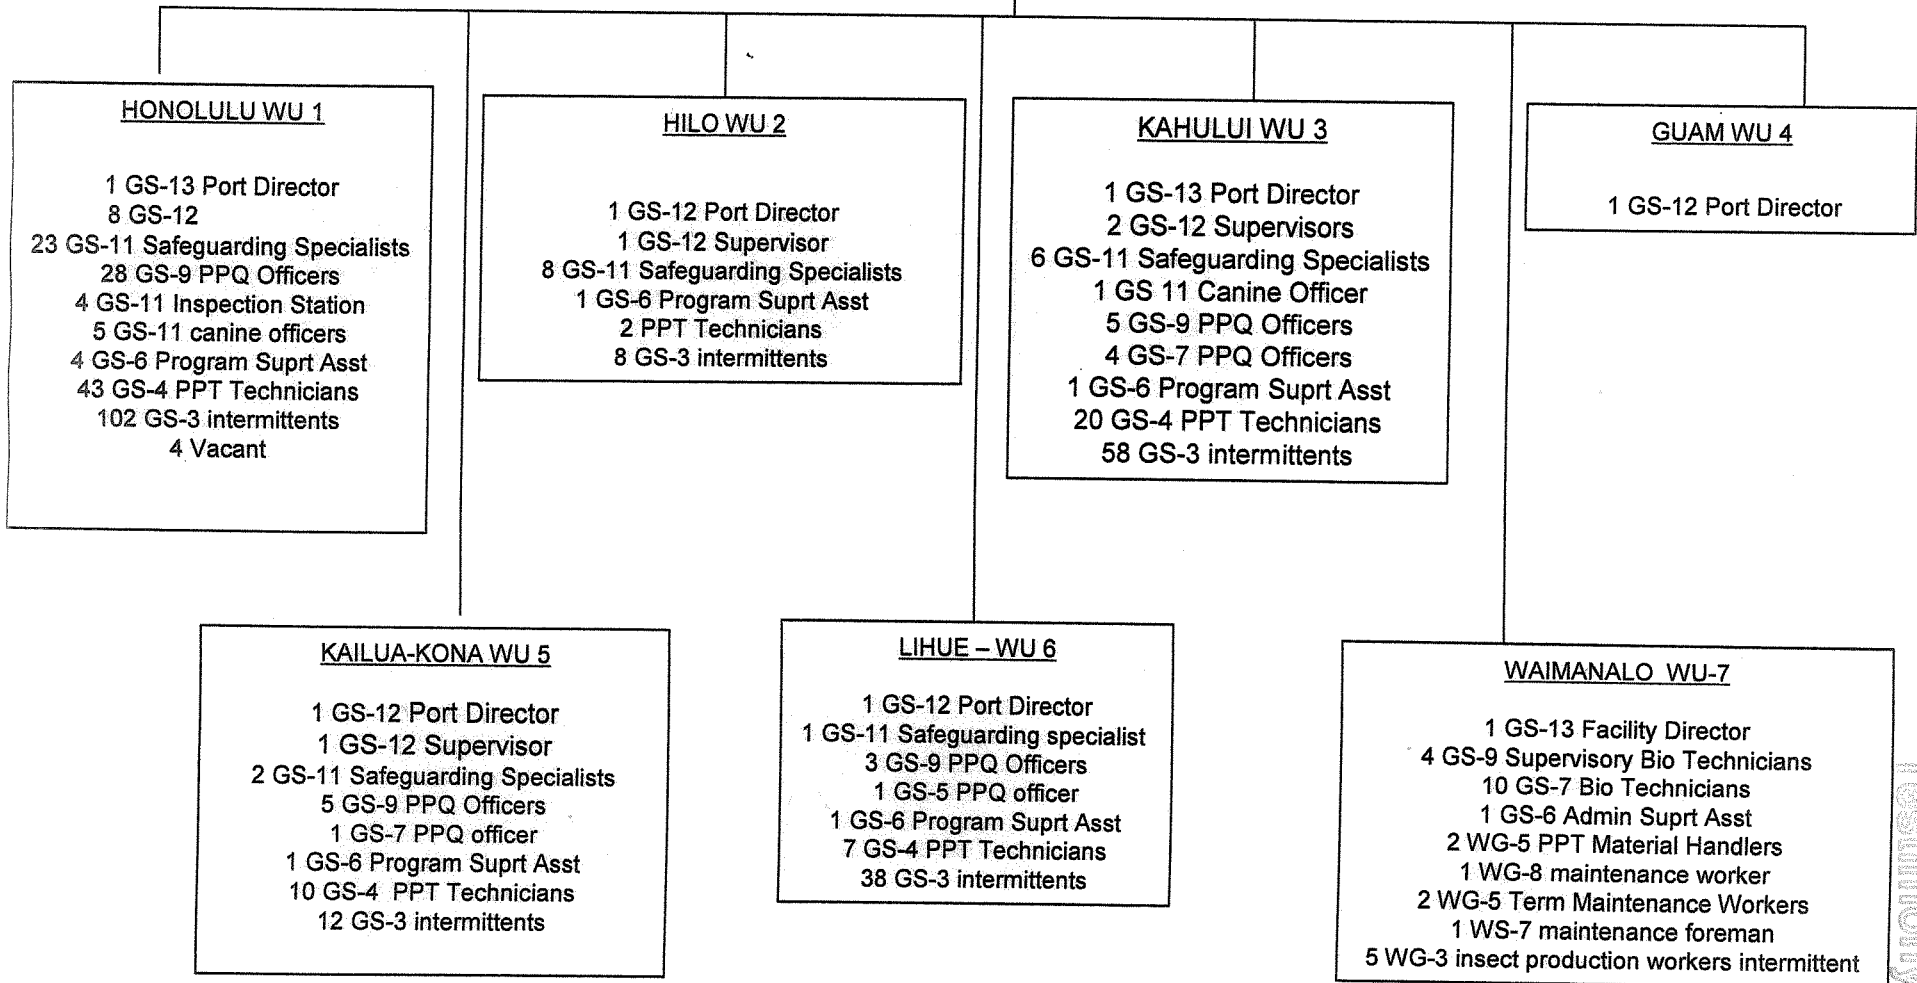 HONOLULU WU 1
1 GS-13 Port Director
8 GS-12
23 GS-11 Safeguarding Specialists
28 GS-9 PPQ Officers
4 GS-11 Inspection Station
5 GS-11 canine officers
4 GS-6 Program Suprt Asst
43 GS-4 PPT Technicians
102 GS-3 intermittents
4 Vacant
HILO WU 2
1 GS-12 Port Director
1 GS-12 Supervisor
8 GS-11 Safeguarding Specialists
1 GS-6 Program Suprt Asst
2 PPT Technicians
8 GS-3 intermittents
KAHULUI WU 3
1 GS-13 Port Director
2 GS-12 Supervisors
6 GS-11 Safeguarding Specialists
1 GS 11 Canine Officer
5 GS-9 PPQ Officers
4 GS-7 PPQ Officers
1 GS-6 Program Suprt Asst
20 GS-4 PPT Technicians
58 GS-3 intermittents
GUAM WU 4
1 GS-12 Port Director
KAILUA-KONA WU 5
1 GS-12 Port Director
1 GS-12 Supervisor
2 GS-11 Safeguarding Specialists
5 GS-9 PPQ Officers
1 GS-7 PPQ officer
1 GS-6 Program Suprt Asst
10 GS-4 PPT Technicians
12 GS-3 intermittents
LIHUE – WU 6
1 GS-12 Port Director
1 GS-11 Safeguarding specialist
3 GS-9 PPQ Officers
1 GS-5 PPQ officer
1 GS-6 Program Suprt Asst
7 GS-4 PPT Technicians
38 GS-3 intermittents
WAIMANALO WU-7
1 GS-13 Facility Director
4 GS-9 Supervisory Bio Technicians
10 GS-7 Bio Technicians
1 GS-6 Admin Suprt Asst
2 WG-5 PPT Material Handlers
1 WG-8 maintenance worker
2 WG-5 Term Maintenance Workers
1 WS-7 maintenance foreman
5 WG-3 insect production workers intermittent